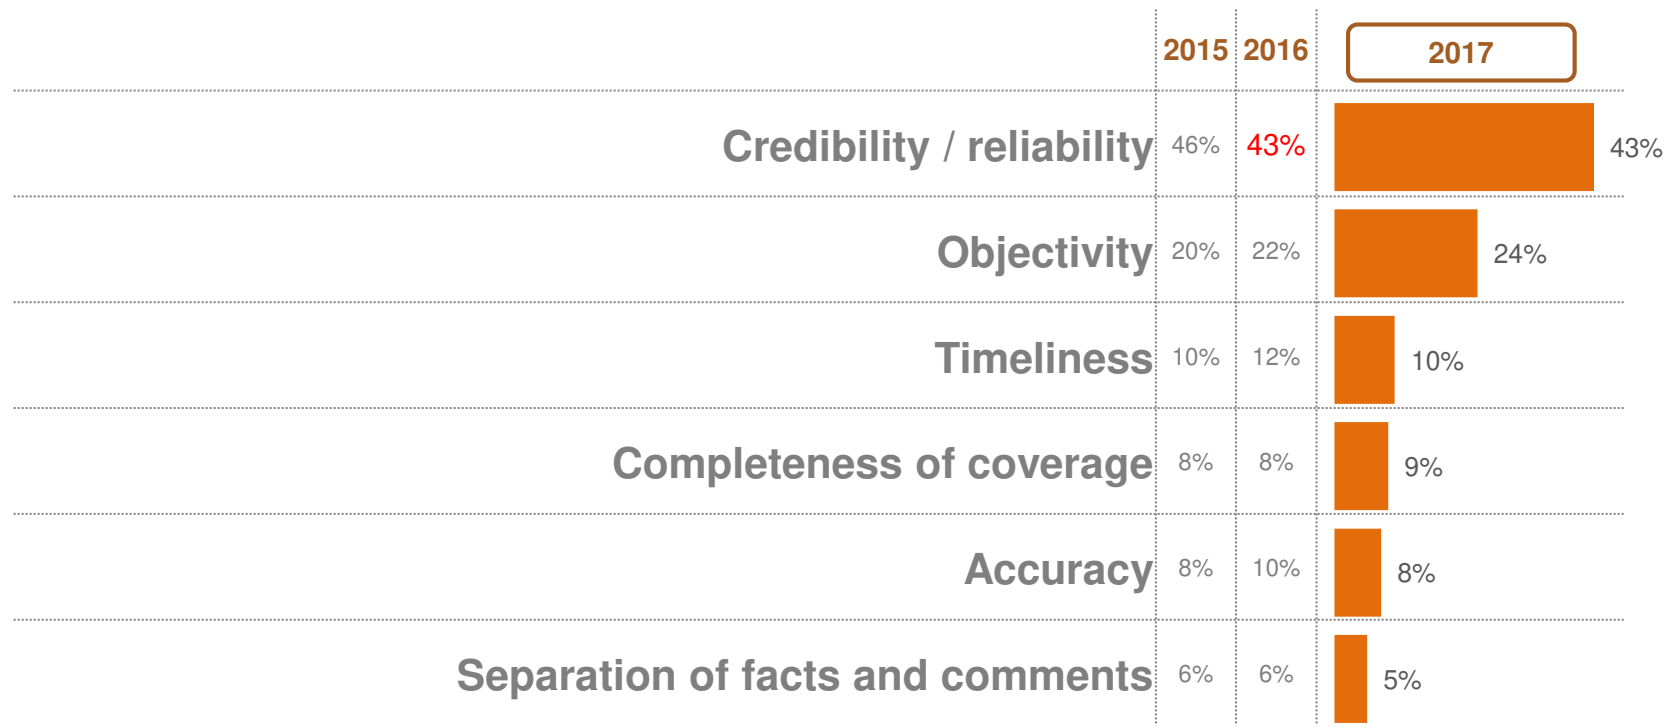 2015 2016 2017
Credibility / reliability 46% 43% 43%
Objectivity 20% 22% 24%
Timeliness 10% 12% 10%
Completeness of coverage 8% 8% 9%
Accuracy 8% 10% 8%
Separation of facts and comments 6% 6% 5%